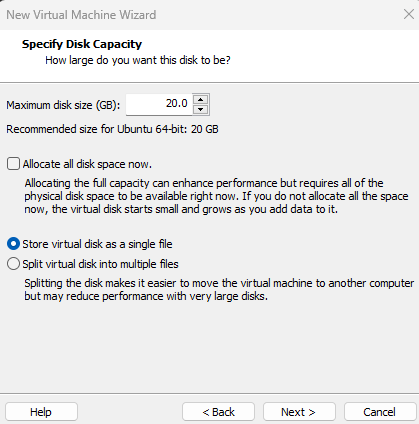 New Virtual Machine Wizard
Specify Disk Capacity
How large do you want this disk to be?
Maximum disk size (GB): 20.0
Recommended size for Ubuntu 64-bit: 20 GB
Allocate all disk space now.
Allocating the full capacity can enhance performance but requires all of the
physical disk space to be available right now. If you do not allocate all the space
now, the virtual disk starts small and grows as you add data to it.
Store virtual disk as a single file
Split virtual disk into multiple files
Splitting the disk makes it easier to move the virtual machine to another computer
but may reduce performance with very large disks.
Help < Back Next > Cancel